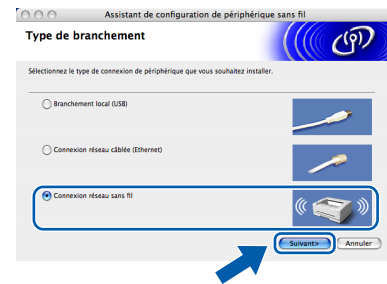 Assistant de configuration de périphérique sans fil
Type de branchement
Sélectionnez le type de connexion de périphérique que vous souhaitez installer.
Branchement local (USB)
Connexion réseau câblée (Ethernet)
Connexion réseau sans fil
Suivant>
Annuler